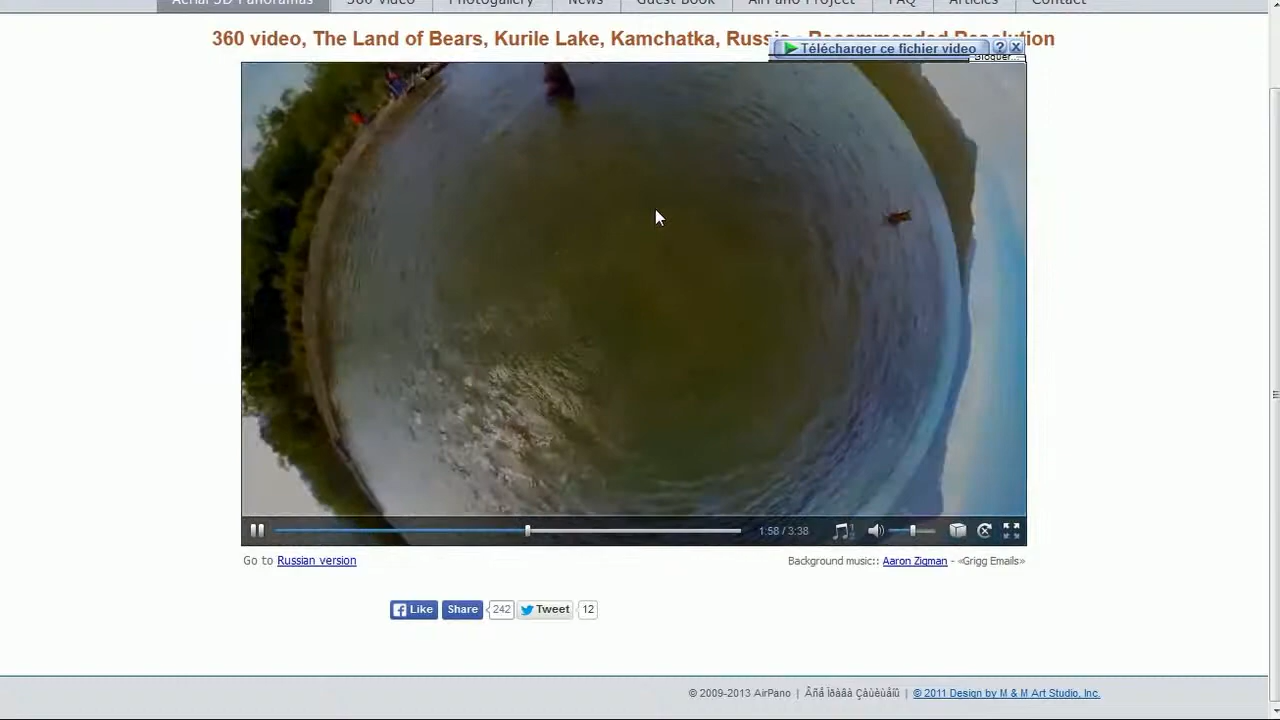 Aerial 3D Panoramas 360 Video Photogallery News Guest Book AirPano Project FAQ Articles Contact
360 video, The Land of Bears, Kurile Lake, Kamchatka, Russia - Recommended Resolution
Télécharger ce fichier video ? X
Bloquer...
1:58 / 3:38
Go to Russian version
Background music:: Aaron Zigman - «Grigg Emails»
Like Share 242 Tweet 12
© 2009-2013 AirPano | Âñå Ïðàâà Çàùèùåíû | © 2011 Design by M & M Art Studio, Inc.